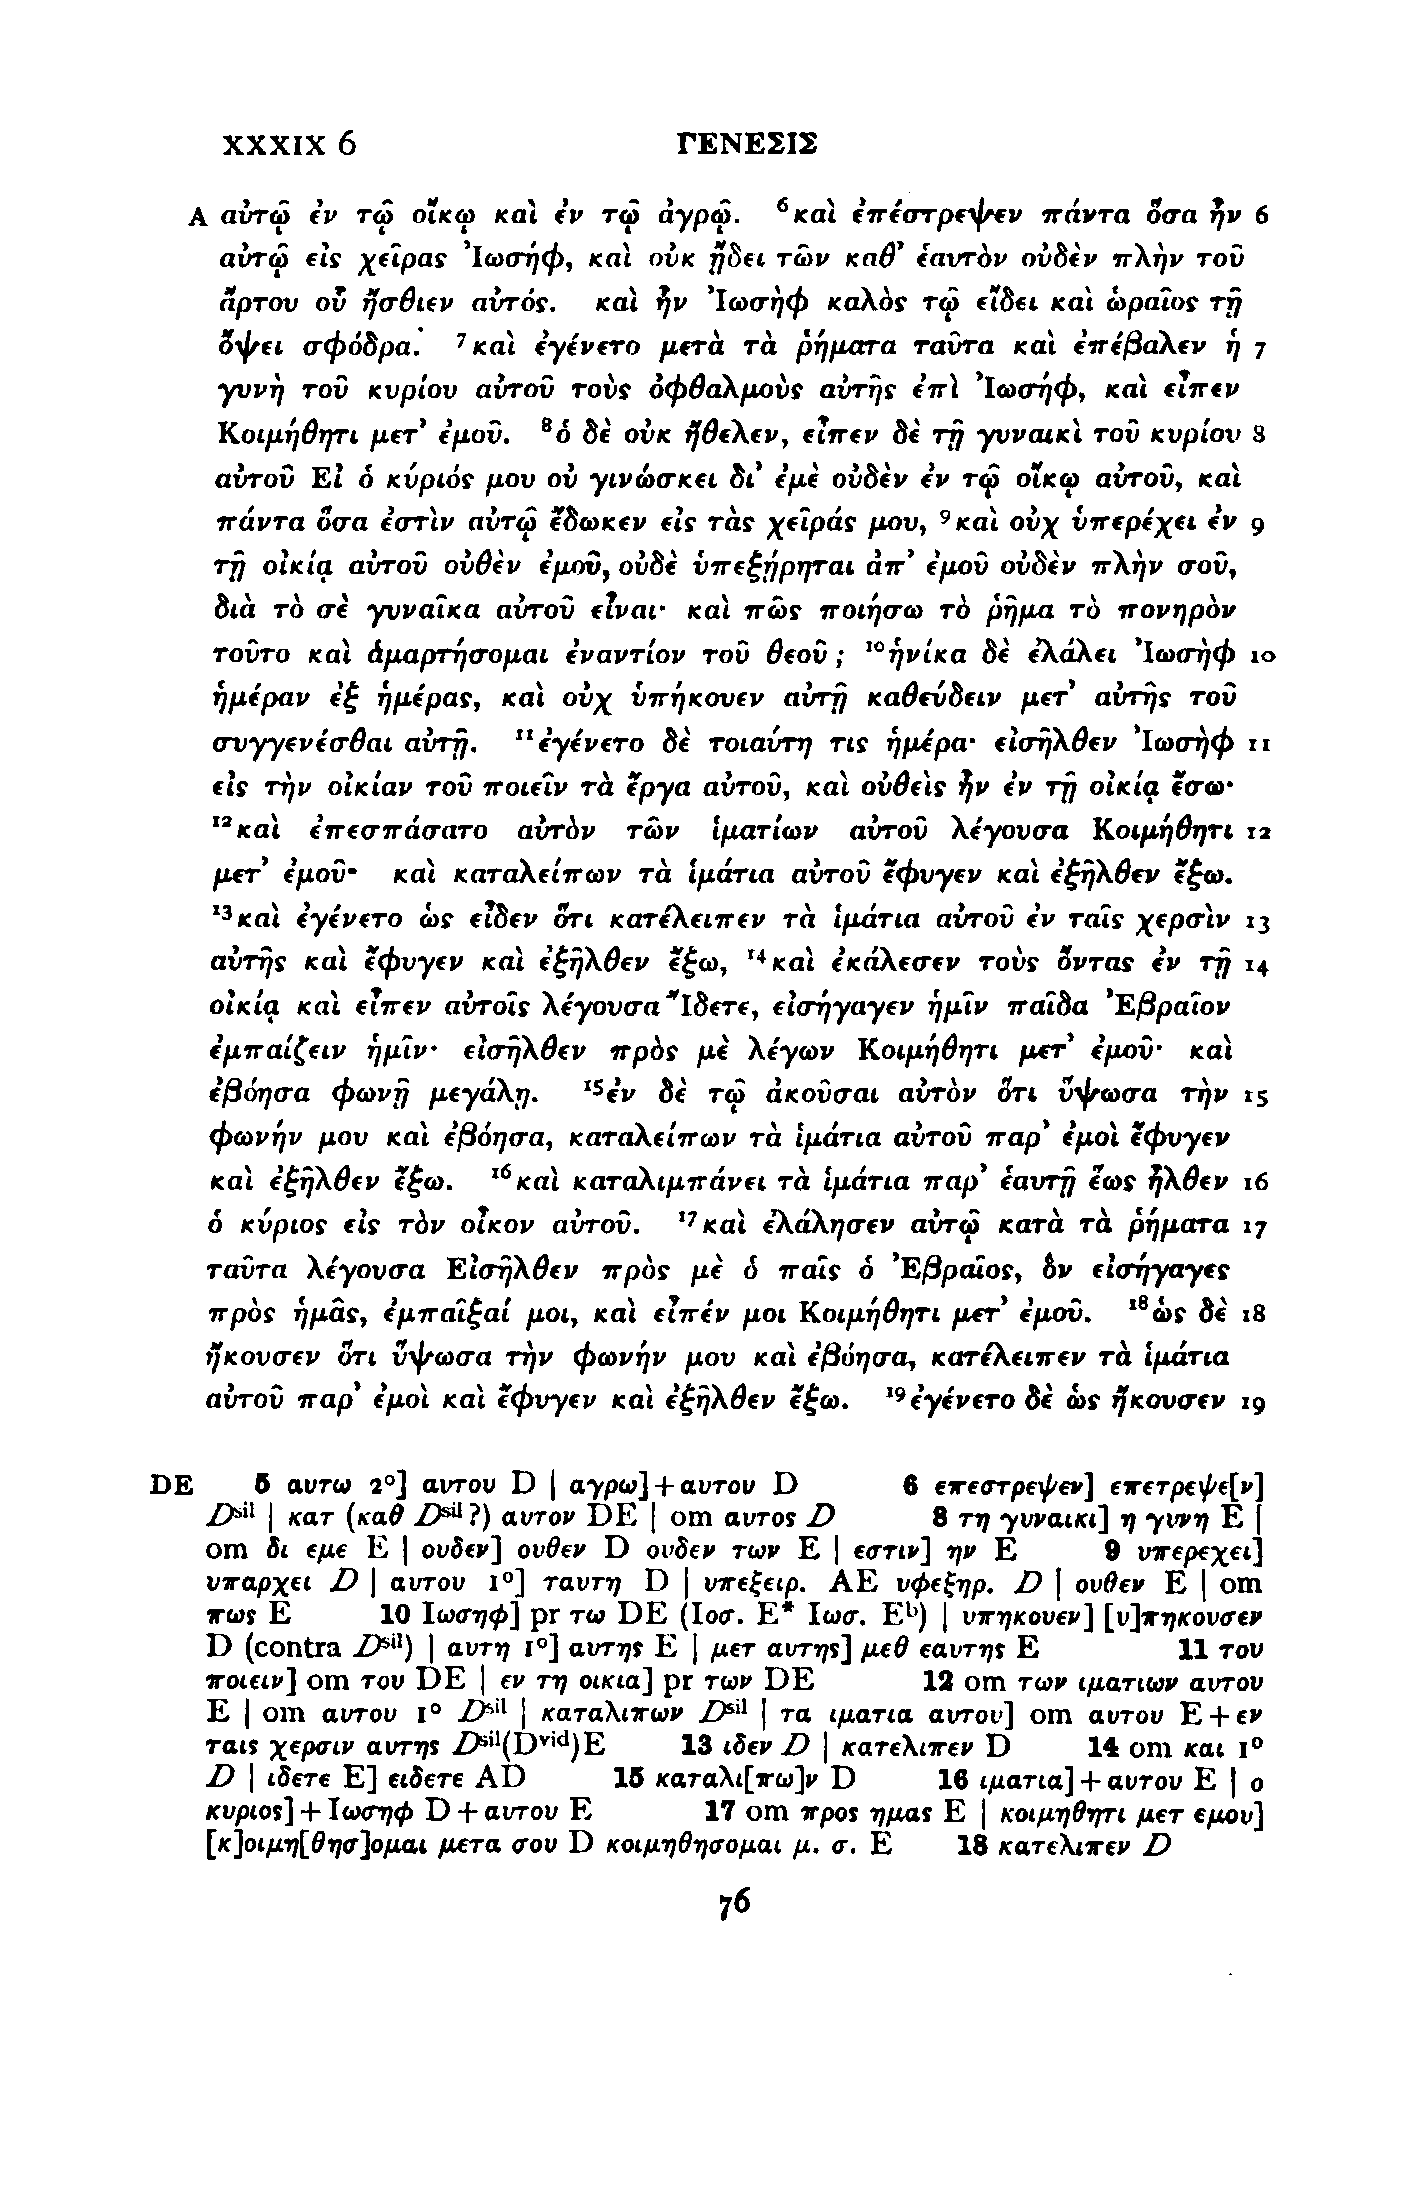 XXXIX 6 ΓΕΝΕΣΙΣ
A αὐτῷ ἐν τῷ οἴκῳ καὶ ἐν τῷ ἀγρῷ. ⁶καὶ ἐπέστρεψεν πάντα ὅσα ἦν 6
αὐτῷ εἰς χεῖρας Ἰωσήφ, καὶ οὐκ ᾔδει τῶν καθ’ ἑαυτὸν οὐδὲν πλὴν τοῦ
ἄρτου οὗ ἤσθιεν αὐτός. καὶ ἦν Ἰωσὴφ καλὸς τῷ εἴδει καὶ ὡραῖος τῇ
ὄψει σφόδρα. ⁷καὶ ἐγένετο μετὰ τὰ ῥήματα ταῦτα καὶ ἐπέβαλεν ἡ 7
γυνὴ τοῦ κυρίου αὐτοῦ τοὺς ὀφθαλμοὺς αὐτῆς ἐπὶ Ἰωσήφ, καὶ εἶπεν
Κοιμήθητι μετ’ ἐμοῦ. ⁸ὁ δὲ οὐκ ἤθελεν, εἶπεν δὲ τῇ γυναικὶ τοῦ κυρίου 8
αὐτοῦ Εἰ ὁ κύριός μου οὐ γινώσκει δι’ ἐμὲ οὐδὲν ἐν τῷ οἴκῳ αὐτοῦ, καὶ
πάντα ὅσα ἐστὶν αὐτῷ ἔδωκεν εἰς τὰς χεῖράς μου, ⁹καὶ οὐχ ὑπερέχει ἐν 9
τῇ οἰκίᾳ αὐτοῦ οὐθὲν ἐμοῦ, οὐδὲ ὑπεξῄρηται ἀπ’ ἐμοῦ οὐδὲν πλὴν σοῦ,
διὰ τὸ σὲ γυναῖκα αὐτοῦ εἶναι· καὶ πῶς ποιήσω τὸ ῥῆμα τὸ πονηρὸν
τοῦτο καὶ ἁμαρτήσομαι ἐναντίον τοῦ θεοῦ; ¹⁰ἡνίκα δὲ ἐλάλει Ἰωσὴφ 10
ἡμέραν ἐξ ἡμέρας, καὶ οὐχ ὑπήκουεν αὐτῇ καθεύδειν μετ’ αὐτῆς τοῦ
συγγενέσθαι αὐτῇ. ¹¹ἐγένετο δὲ τοιαύτη τις ἡμέρα· εἰσῆλθεν Ἰωσὴφ 11
εἰς τὴν οἰκίαν τοῦ ποιεῖν τὰ ἔργα αὐτοῦ, καὶ οὐθεὶς ἦν ἐν τῇ οἰκίᾳ ἔσω·
¹²καὶ ἐπεσπάσατο αὐτὸν τῶν ἱματίων αὐτοῦ λέγουσα Κοιμήθητι 12
μετ’ ἐμοῦ· καὶ καταλείπων τὰ ἱμάτια αὐτοῦ ἔφυγεν καὶ ἐξῆλθεν ἔξω.
¹³καὶ ἐγένετο ὡς εἶδεν ὅτι κατέλειπεν τὰ ἱμάτια αὐτοῦ ἐν ταῖς χερσὶν 13
αὐτῆς καὶ ἔφυγεν καὶ ἐξῆλθεν ἔξω, ¹⁴καὶ ἐκάλεσεν τοὺς ὄντας ἐν τῇ 14
οἰκίᾳ καὶ εἶπεν αὐτοῖς λέγουσα Ἴδετε, εἰσήγαγεν ἡμῖν παῖδα Ἐβραῖον
ἐμπαίζειν ἡμῖν· εἰσῆλθεν πρὸς μὲ λέγων Κοιμήθητι μετ’ ἐμοῦ· καὶ
ἐβόησα φωνῇ μεγάλῃ. ¹⁵ἐν δὲ τῷ ἀκοῦσαι αὐτὸν ὅτι ὕψωσα τὴν 15
φωνήν μου καὶ ἐβόησα, καταλείπων τὰ ἱμάτια αὐτοῦ παρ’ ἐμοὶ ἔφυγεν
καὶ ἐξῆλθεν ἔξω. ¹⁶καὶ καταλιμπάνει τὰ ἱμάτια παρ’ ἑαυτῇ ἕως ἦλθεν 16
ὁ κύριος εἰς τὸν οἶκον αὐτοῦ. ¹⁷καὶ ἐλάλησεν αὐτῷ κατὰ τὰ ῥήματα 17
ταῦτα λέγουσα Εἰσῆλθεν πρὸς μὲ ὁ παῖς ὁ Ἐβραῖος, ὃν εἰσήγαγες
πρὸς ἡμᾶς, ἐμπαῖξαί μοι, καὶ εἶπέν μοι Κοιμήθητι μετ’ ἐμοῦ. ¹⁸ὡς δὲ 18
ἤκουσεν ὅτι ὕψωσα τὴν φωνήν μου καὶ ἐβόησα, κατέλειπεν τὰ ἱμάτια
αὐτοῦ παρ’ ἐμοὶ καὶ ἔφυγεν καὶ ἐξῆλθεν ἔξω. ¹⁹ἐγένετο δὲ ὡς ἤκουσεν 19
DE 5 αυτω 2°] αυτου D | αγρω]+αυτου D 6 επεστρεψεν] επετρεψε[ν]
Dˢⁱˡ | κατ (καθ Dˢⁱˡ?) αυτον DE | om αυτος D 8 τη γυναικι] η γυνη E |
om δι εμε E | ουδεν] ουθεν D ουδεν των E | εστιν] ην E 9 υπερεχει]
υπαρχει D | αυτου 1°] ταυτη D | υπεξειρ. AE υφεξηρ. D | ουθεν E | om
πως E 10 Ιωσηφ] pr τω DE (Ιοσ. E* Ιωσ. Eᵇ) | υπηκουεν] [υ]πηκουσεν
D (contra Dˢⁱˡ) | αυτη 1°] αυτης E | μετ αυτης] μεθ εαυτης E 11 του
ποιειν] om του DE | εν τη οικια] pr των DE 12 om των ιματιων αυτου
E | om αυτου 1° Dˢⁱˡ | καταλιπων Dˢⁱˡ | τα ιματια αυτου] om αυτου E+εν
ταις χερσιν αυτης Dˢⁱˡ(Dᵛⁱᵈ)E 13 ιδεν D | κατελιπεν D 14 om και 1°
D | ιδετε E] ειδετε AD 15 καταλι[πω]ν D 16 ιματια]+αυτου E | ο
κυριος]+Ιωσηφ D+αυτου E 17 om προς ημας E | κοιμηθητι μετ εμου]
[κ]οιμη[θησ]ομαι μετα σου D κοιμηθησομαι μ. σ. E 18 κατελιπεν D
76